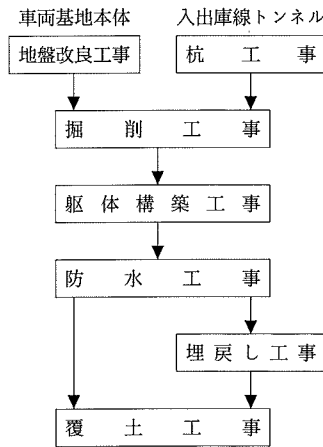 車両基地本体 入出庫線トンネル
地盤改良工事 杭工事
掘削工事
躯体構築工事
防水工事
埋戻し工事
覆土工事